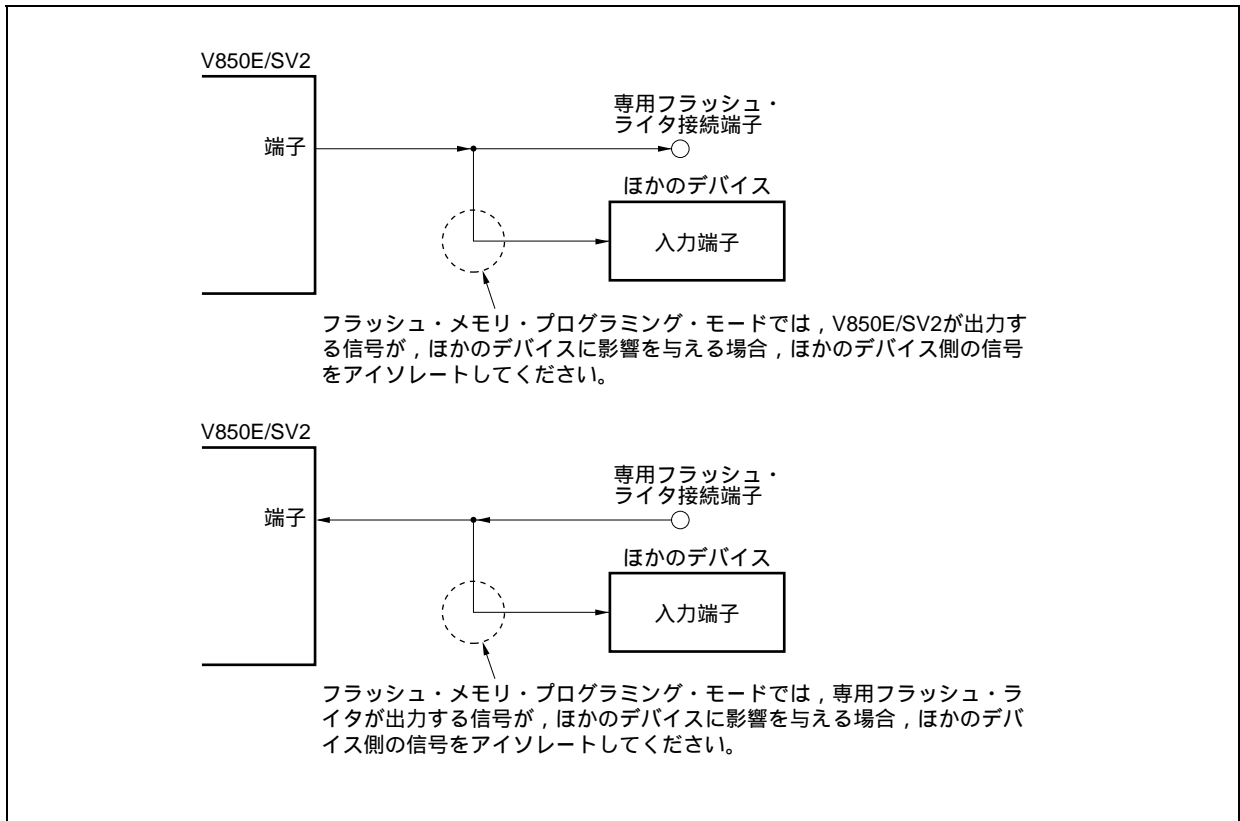 V850E/SV2
専用フラッシュ・
ライタ接続端子
端子
ほかのデバイス
入力端子
フラッシュ・メモリ・プログラミング・モードでは，V850E/SV2が出力す
る信号が，ほかのデバイスに影響を与える場合，ほかのデバイス側の信号
をアイソレートしてください。
V850E/SV2
専用フラッシュ・
ライタ接続端子
端子
ほかのデバイス
入力端子
フラッシュ・メモリ・プログラミング・モードでは，専用フラッシュ・ラ
イタが出力する信号が，ほかのデバイスに影響を与える場合，ほかのデバ
イス側の信号をアイソレートしてください。